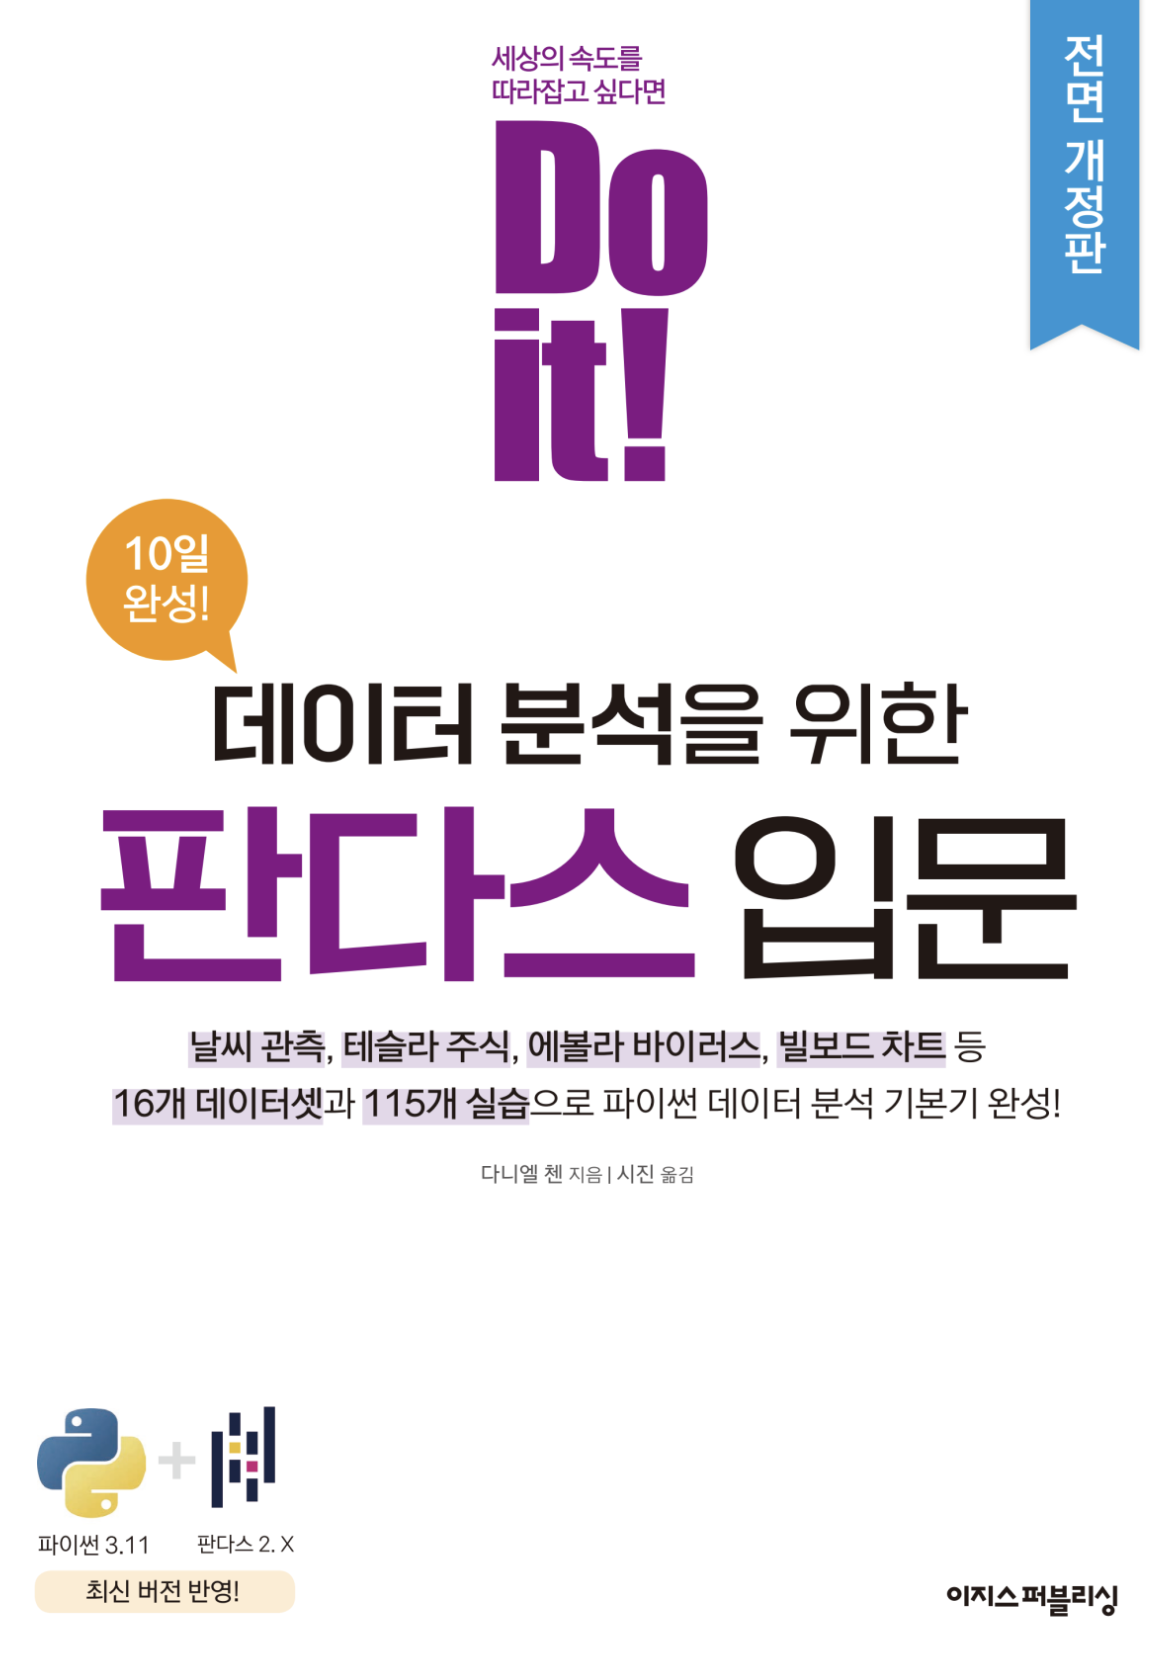 세상의 속도를
따라잡고 싶다면
Do
it!
전면 개정판
10일
완성!
데이터 분석을 위한
판다스 입문
날씨 관측, 테슬라 주식, 에볼라 바이러스, 빌보드 차트 등
16개 데이터셋과 115개 실습으로 파이썬 데이터 분석 기본기 완성!
다니엘 첸 지음 | 시진 옮김
파이썬 3.11
판다스 2. X
최신 버전 반영!
이지스퍼블리싱